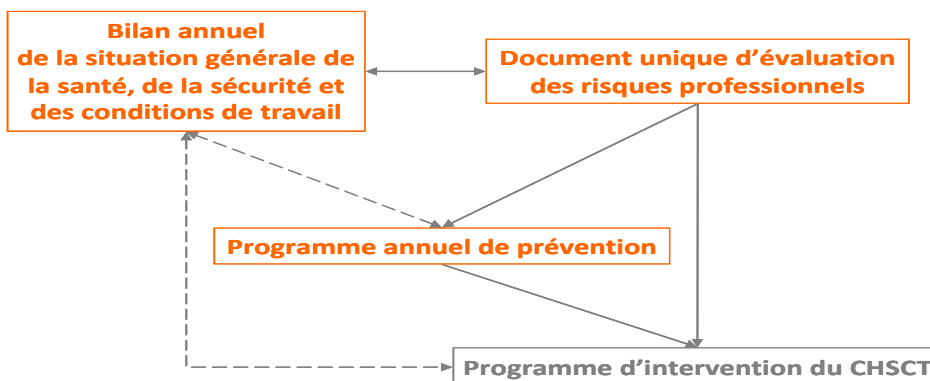 Bilan annuel
de la situation générale de
la santé, de la sécurité et
des conditions de travail
Document unique d’évaluation
des risques professionnels
Programme annuel de prévention
Programme d’intervention du CHSCT